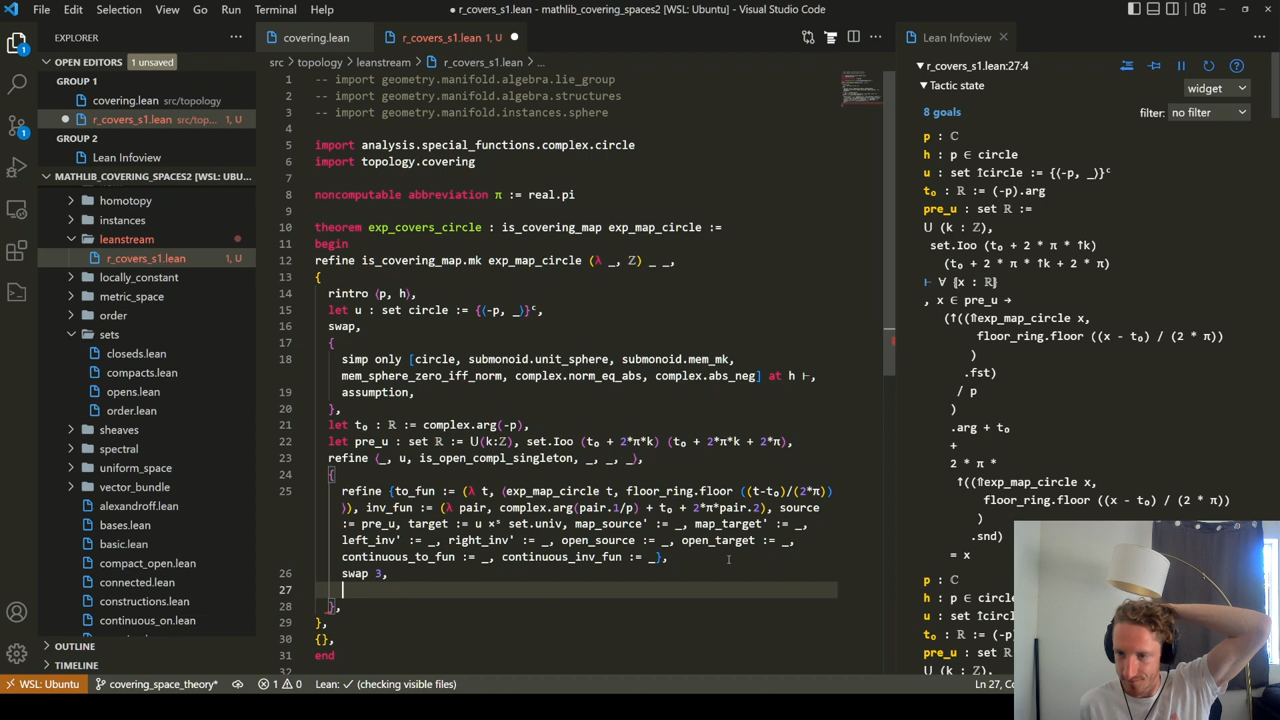 File Edit Selection View Go Run Terminal Help
● r_covers_s1.lean - mathlib_covering_spaces2 [WSL: Ubuntu] - Visual Studio Code
EXPLORER
OPEN EDITORS 1 unsaved
GROUP 1
covering.lean src/topology
r_covers_s1.lean src/top... 1, U
GROUP 2
Lean Infoview
MATHLIB_COVERING_SPACES2 [WSL: UBUNTU]
homotopy
instances
leanstream
r_covers_s1.lean 1, U
locally_constant
metric_space
order
sets
closeds.lean
compacts.lean
opens.lean
order.lean
sheaves
spectral
uniform_space
vector_bundle
alexandroff.lean
bases.lean
basic.lean
compact_open.lean
connected.lean
constructions.lean
continuous_on.lean
OUTLINE
TIMELINE
covering.lean
r_covers_s1.lean 1, U ●
src > topology > leanstream > r_covers_s1.lean > ...
1 -- import geometry.manifold.algebra.lie_group
2 -- import geometry.manifold.algebra.structures
3 -- import geometry.manifold.instances.sphere
4
5 import analysis.special_functions.complex.circle
6 import topology.covering
7
8 noncomputable abbreviation π := real.pi
9
10 theorem exp_covers_circle : is_covering_map exp_map_circle :=
11 begin
12 refine is_covering_map.mk exp_map_circle (λ _, ℤ) _ _,
13 {
14 rintro ⟨p, h⟩,
15 let u : set circle := {⟨-p, _⟩}ᶜ,
16 swap,
17 {
18 simp only [circle, submonoid.unit_sphere, submonoid.mem_mk,
mem_sphere_zero_iff_norm, complex.norm_eq_abs, complex.abs_neg] at h ⊢,
19 assumption,
20 },
21 let t₀ : ℝ := complex.arg(-p),
22 let pre_u : set ℝ := ⋃(k:ℤ), set.Ioo (t₀ + 2*π*k) (t₀ + 2*π*k + 2*π),
23 refine ⟨_, u, is_open_compl_singleton, _, _, _⟩,
24 {
25 refine {to_fun := (λ t, (exp_map_circle t, floor_ring.floor ((t-t₀)/(2*π))
)), inv_fun := (λ pair, complex.arg(pair.1/p) + t₀ + 2*π*pair.2), source
:= pre_u, target := u ×ˢ set.univ, map_source' := _, map_target' := _,
left_inv' := _, right_inv' := _, open_source := _, open_target := _,
continuous_to_fun := _, continuous_inv_fun := _},
26 swap 3,
27
28 },
29 },
30 {},
31 end
32
Lean Infoview
r_covers_s1.lean:27:4
Tactic state
widget
8 goals
filter: no filter
p : ℂ
h : p ∈ circle
u : set ↥circle := {⟨-p, _⟩}ᶜ
t₀ : ℝ := (-p).arg
pre_u : set ℝ :=
⋃ (k : ℤ),
set.Ioo (t₀ + 2 * π * ↑k)
(t₀ + 2 * π * ↑k + 2 * π)
⊢ ∀ ⦃x : ℝ⦄
, x ∈ pre_u →
(↑((⇑exp_map_circle x,
floor_ring.floor ((x - t₀) / (2 * π))
)
.fst)
/ p
)
.arg + t₀
+
2 * π *
↑((⇑exp_map_circle x,
floor_ring.floor ((x - t₀) / (2 * π))
)
.snd)
= x
p : ℂ
h : p ∈ circle
u : set ↥circ
t₀ : ℝ := (-p)
pre_u : set ℝ
⋃ (k : ℤ),
WSL: Ubuntu covering_space_theory* 1 0 Lean: ✓ (checking visible files)
Ln 27, Co